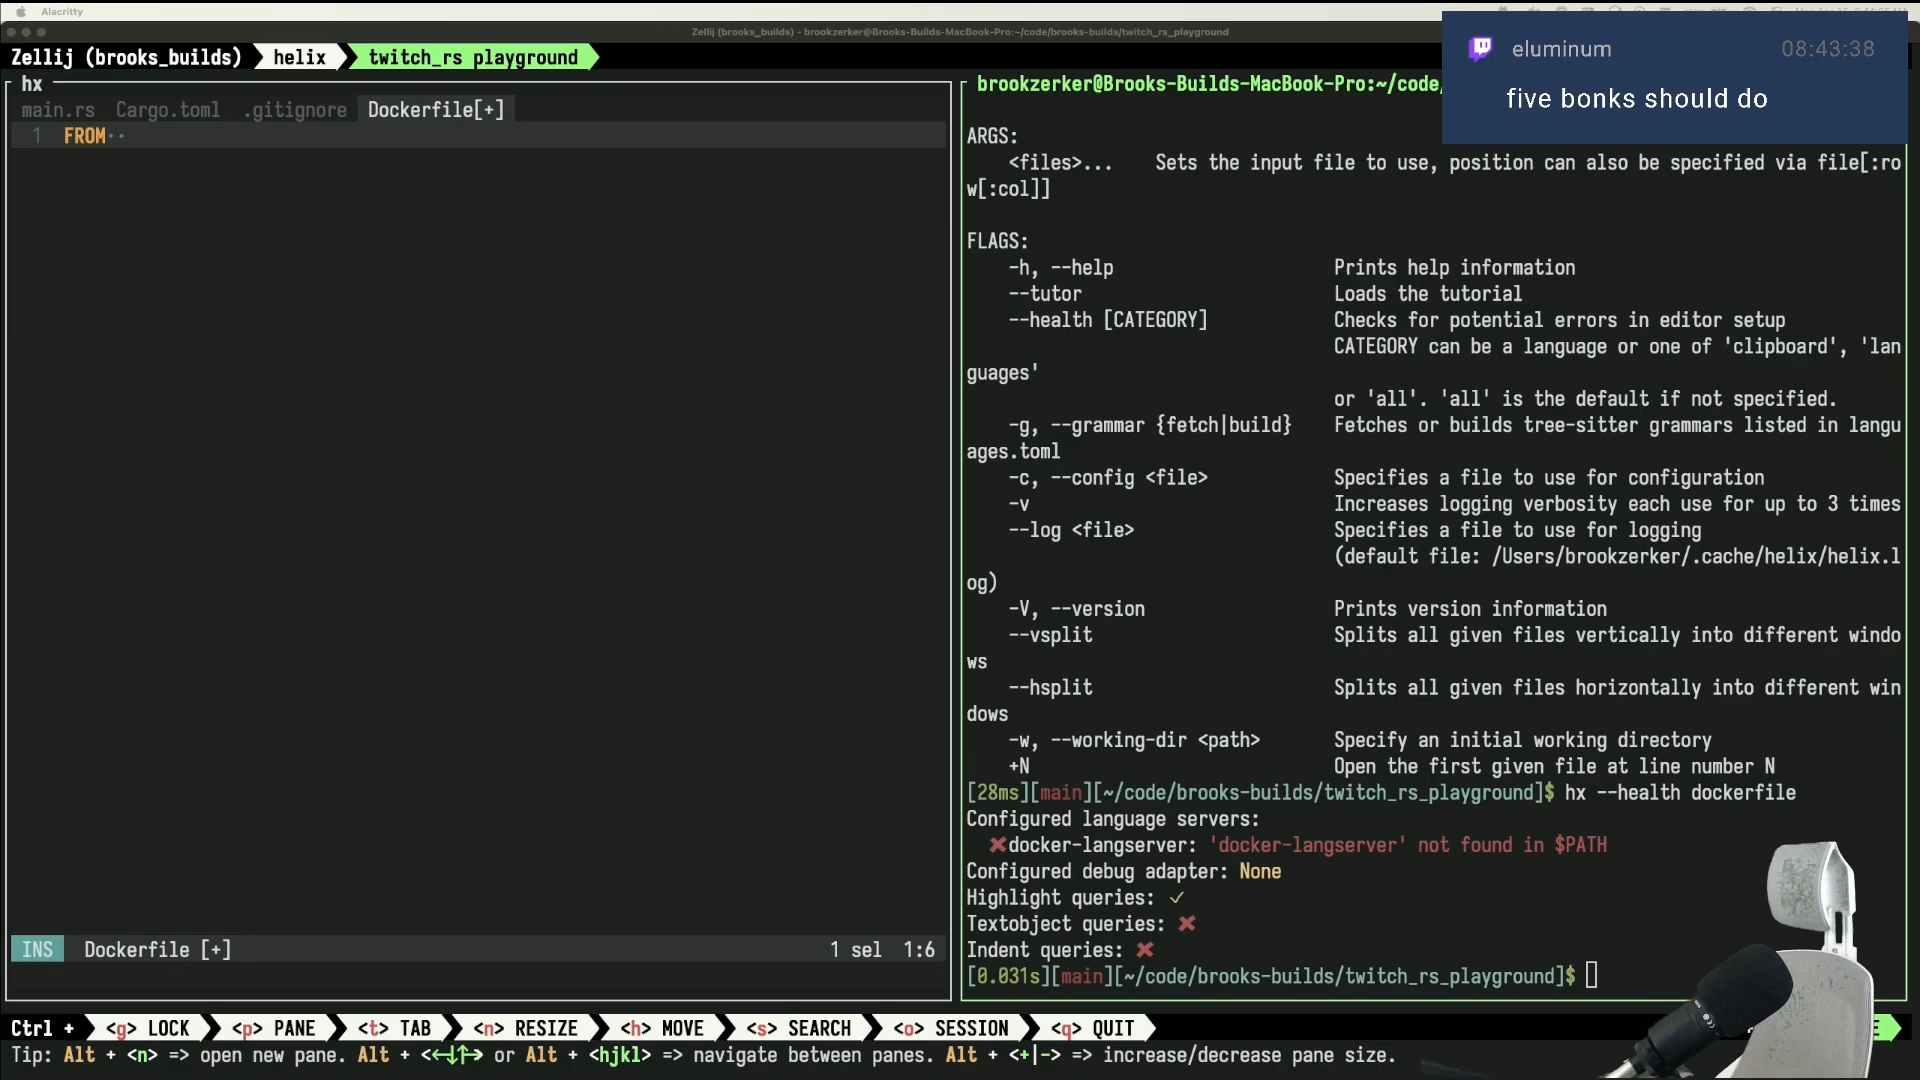 Alacritty
Zellij (brooks_builds) - brookzerker@Brooks-Builds-MacBook-Pro:~/code/brooks-builds/twitch_rs_playground
Zellij (brooks_builds) helix twitch_rs playground
eluminum 08:43:38
five bonks should do
hx
main.rs Cargo.toml .gitignore Dockerfile[+]
1 FROM··
INS Dockerfile [+] 1 sel 1:6
brookzerker@Brooks-Builds-MacBook-Pro:~/code/
ARGS:
<files>... Sets the input file to use, position can also be specified via file[:ro
w[:col]]
FLAGS:
-h, --help Prints help information
--tutor Loads the tutorial
--health [CATEGORY] Checks for potential errors in editor setup
CATEGORY can be a language or one of 'clipboard', 'lan
guages'
or 'all'. 'all' is the default if not specified.
-g, --grammar {fetch|build} Fetches or builds tree-sitter grammars listed in langu
ages.toml
-c, --config <file> Specifies a file to use for configuration
-v Increases logging verbosity each use for up to 3 times
--log <file> Specifies a file to use for logging
(default file: /Users/brookzerker/.cache/helix/helix.l
og)
-V, --version Prints version information
--vsplit Splits all given files vertically into different windo
ws
--hsplit Splits all given files horizontally into different win
dows
-w, --working-dir <path> Specify an initial working directory
+N Open the first given file at line number N
[28ms][main][~/code/brooks-builds/twitch_rs_playground]$ hx --health dockerfile
Configured language servers:
✘docker-langserver: 'docker-langserver' not found in $PATH
Configured debug adapter: None
Highlight queries: ✓
Textobject queries: ✘
Indent queries: ✘
[0.031s][main][~/code/brooks-builds/twitch_rs_playground]$
Ctrl + <g> LOCK <p> PANE <t> TAB <n> RESIZE <h> MOVE <s> SEARCH <o> SESSION <q> QUIT
Tip: Alt + <n> => open new pane. Alt + <←↓↑→> or Alt + <hjkl> => navigate between panes. Alt + <+|-> => increase/decrease pane size.